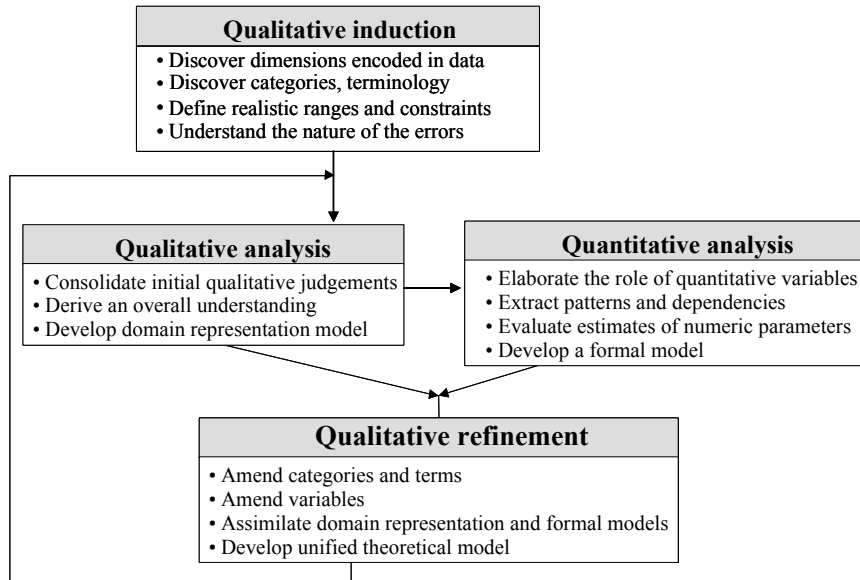 Qualitative induction
• Discover dimensions encoded in data
• Discover categories, terminology
• Define realistic ranges and constraints
• Understand the nature of the errors
Qualitative analysis
• Consolidate initial qualitative judgements
• Derive an overall understanding
• Develop domain representation model
Quantitative analysis
• Elaborate the role of quantitative variables
• Extract patterns and dependencies
• Evaluate estimates of numeric parameters
• Develop a formal model
Qualitative refinement
• Amend categories and terms
• Amend variables
• Assimilate domain representation and formal models
• Develop unified theoretical model